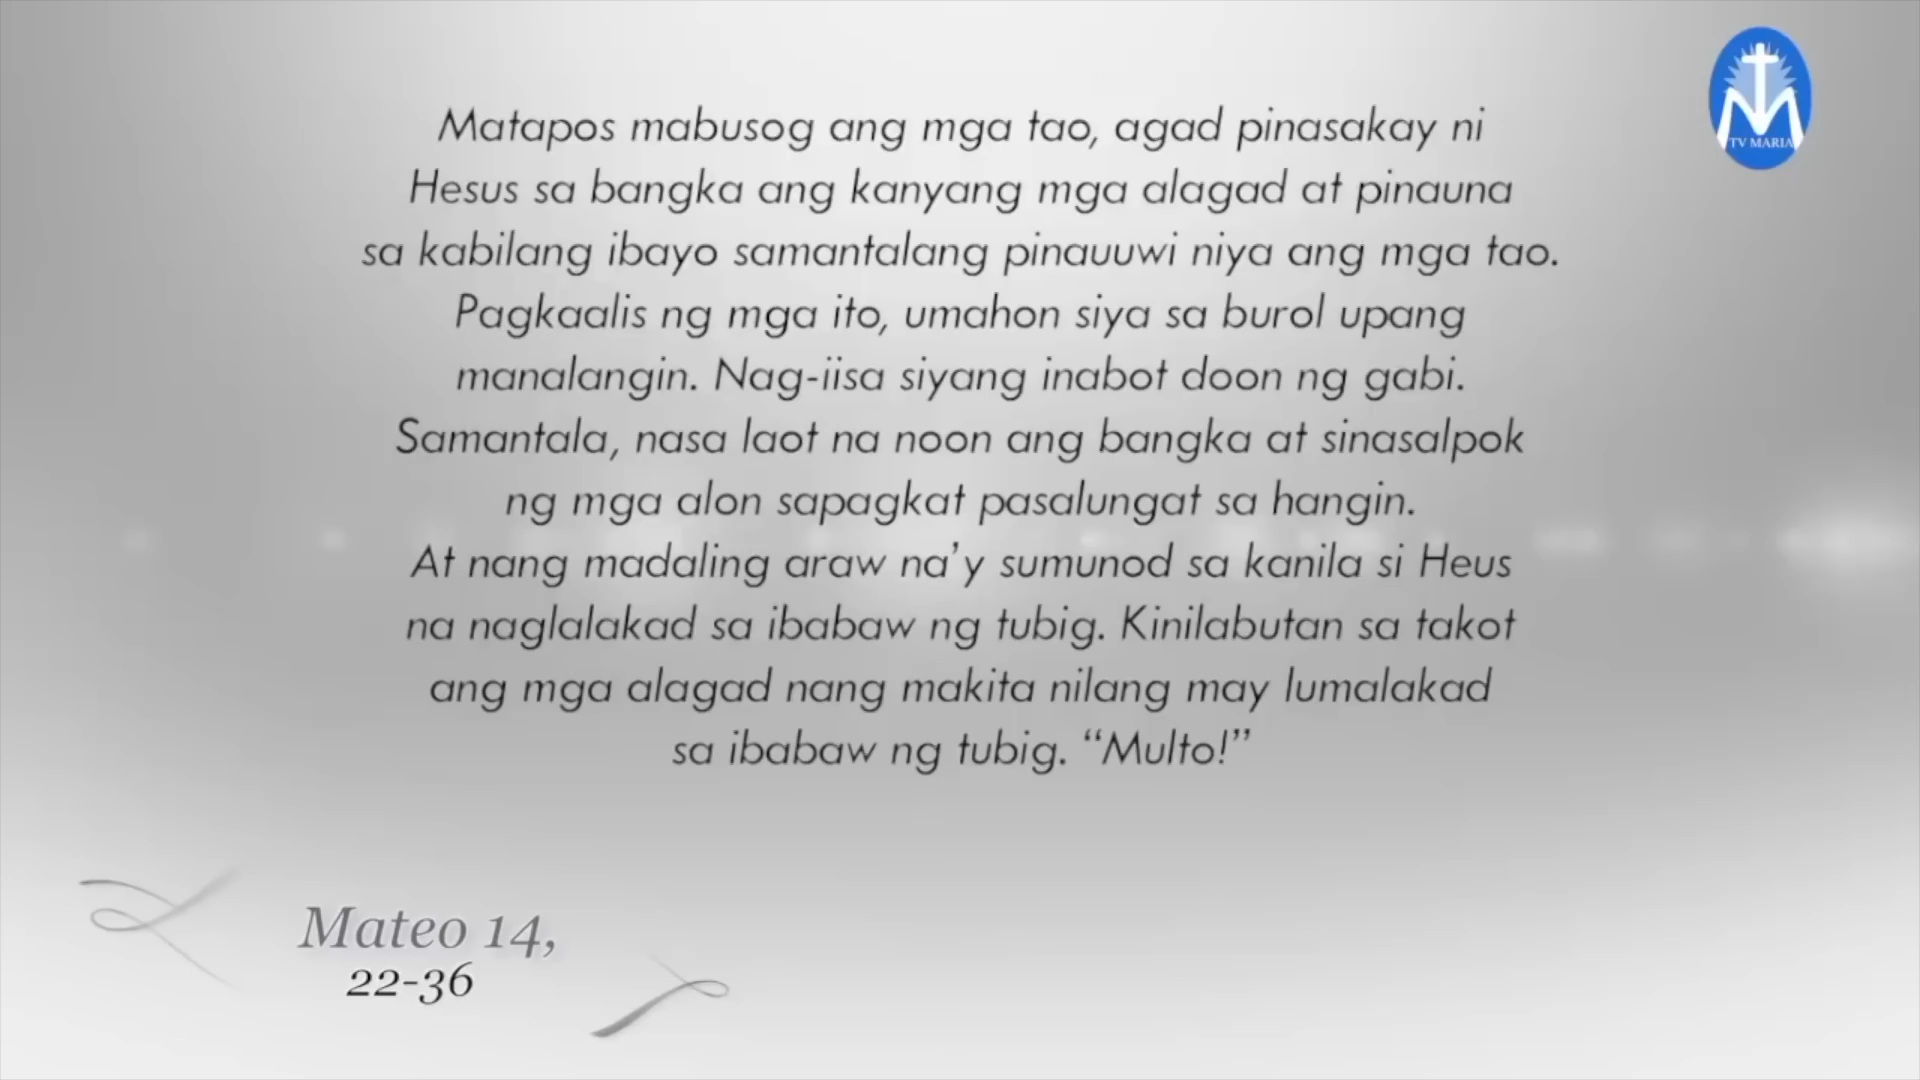 TV MARIA
Matapos mabusog ang mga tao, agad pinasakay ni
Hesus sa bangka ang kanyang mga alagad at pinauna
sa kabilang ibayo samantalang pinauuwi niya ang mga tao.
Pagkaalis ng mga ito, umahon siya sa burol upang
manalangin. Nag-iisa siyang inabot doon ng gabi.
Samantala, nasa laot na noon ang bangka at sinasalpok
ng mga alon sapagkat pasalungat sa hangin.
At nang madaling araw na’y sumunod sa kanila si Heus
na naglalakad sa ibabaw ng tubig. Kinilabutan sa takot
ang mga alagad nang makita nilang may lumalakad
sa ibabaw ng tubig. “Multo!”
Mateo 14,
22-36